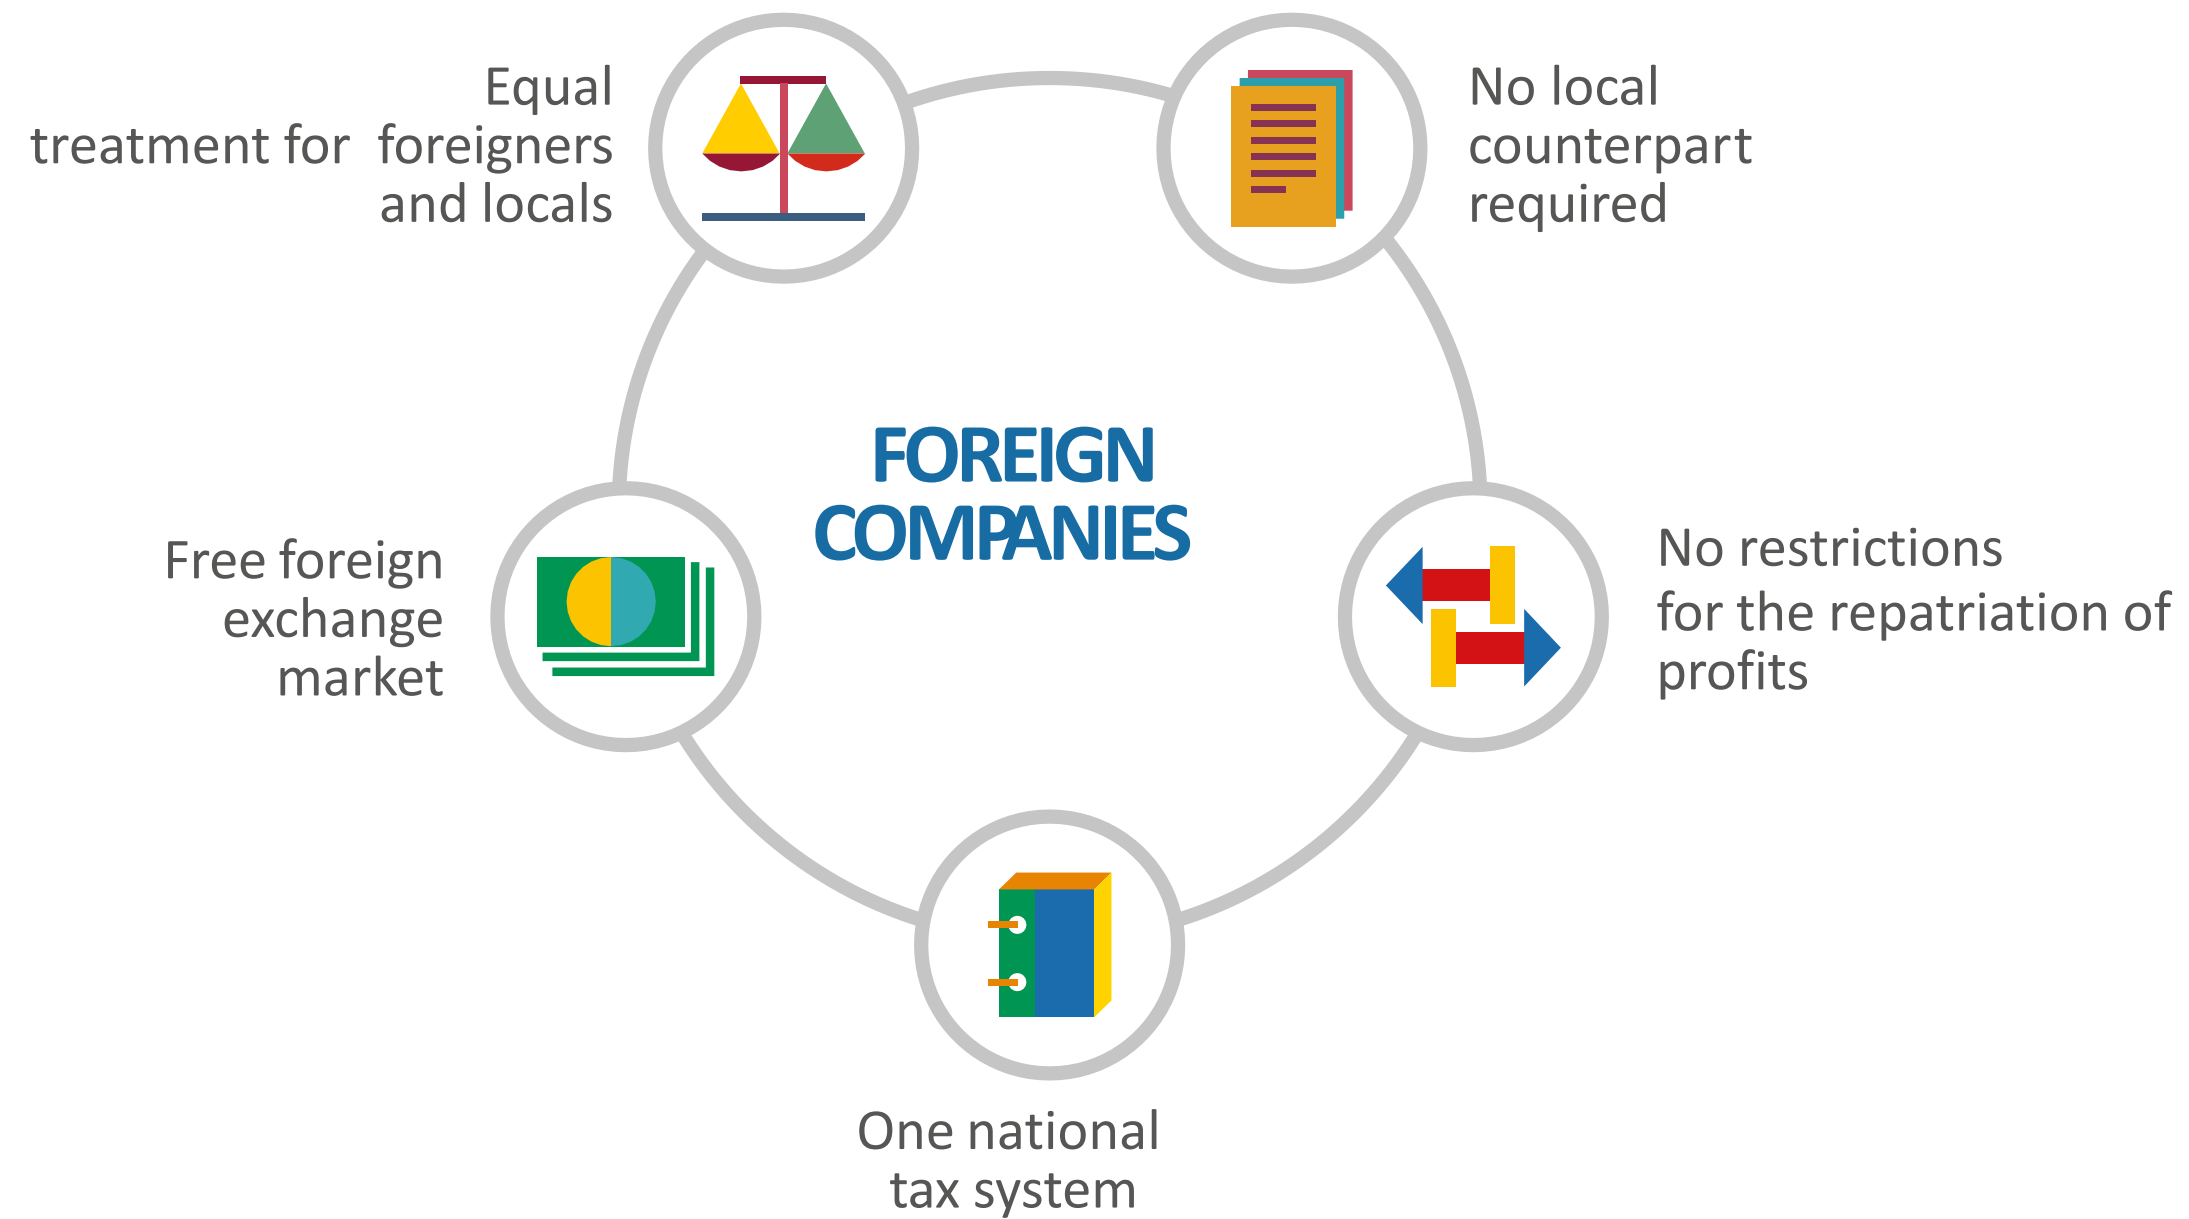 Equal
treatment for foreigners
and locals
No local
counterpart
required
FOREIGN
COMPANIES
Free foreign
exchange
market
No restrictions
for the repatriation of
profits
One national
tax system